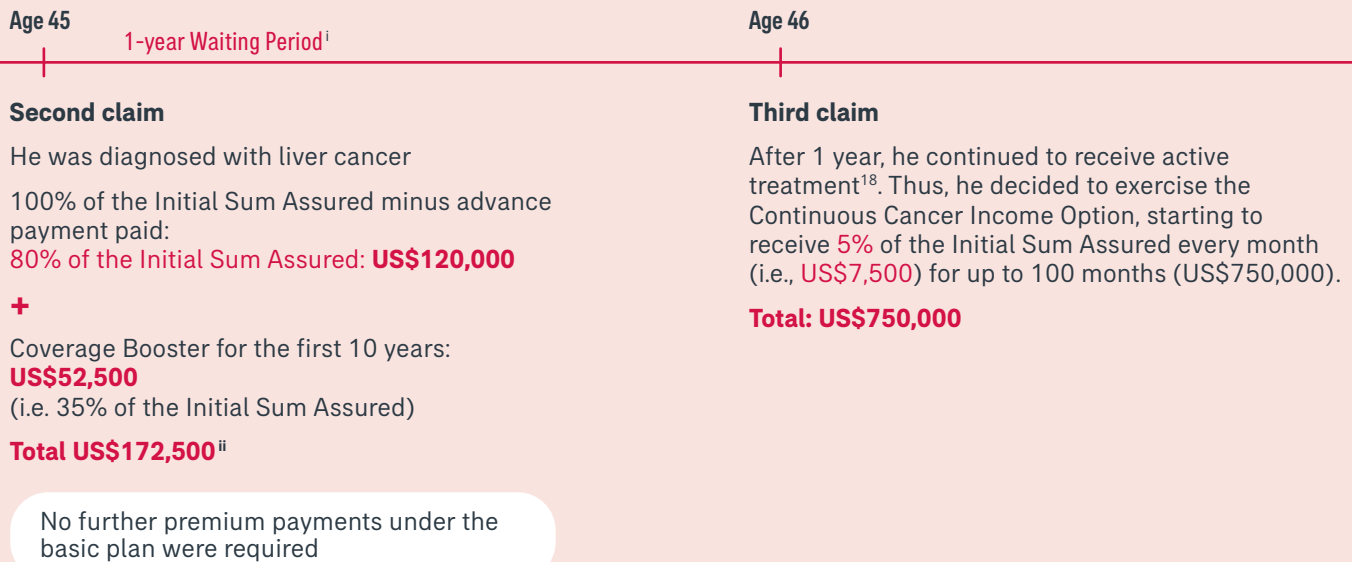 Age 45
1-year Waiting Period i
Second claim
He was diagnosed with liver cancer
100% of the Initial Sum Assured minus advance
payment paid:
80% of the Initial Sum Assured: US$120,000
+
Coverage Booster for the first 10 years:
US$52,500
(i.e. 35% of the Initial Sum Assured)
Total US$172,500 ii
No further premium payments under the
basic plan were required
Age 46
Third claim
After 1 year, he continued to receive active
treatment18. Thus, he decided to exercise the
Continuous Cancer Income Option, starting to
receive 5% of the Initial Sum Assured every month
(i.e., US$7,500) for up to 100 months (US$750,000).
Total: US$750,000